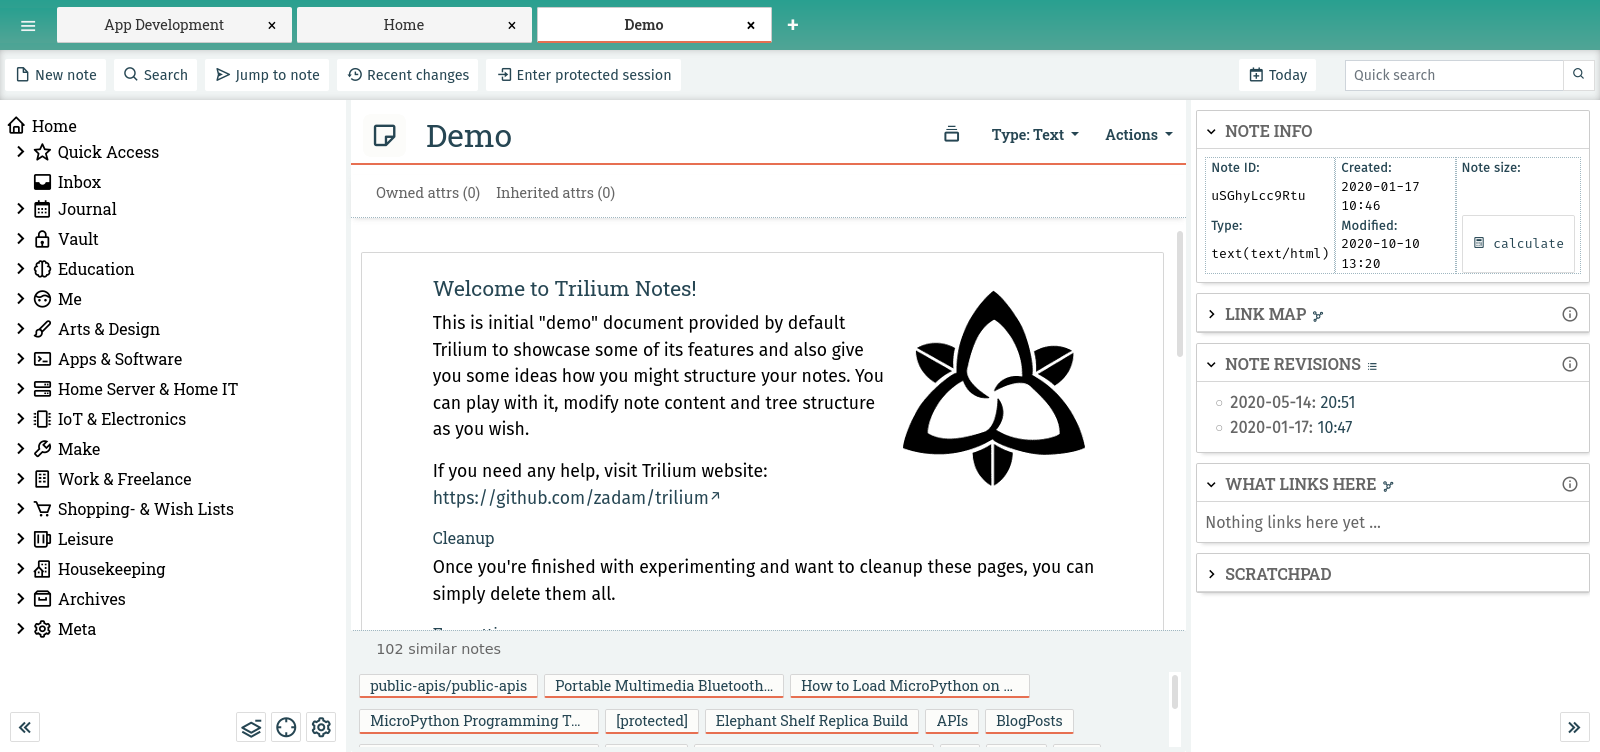 App Development × Home × Demo × +
New note Search Jump to note Recent changes Enter protected session Today Quick search
Home
Quick Access
Inbox
Journal
Vault
Education
Me
Arts & Design
Apps & Software
Home Server & Home IT
IoT & Electronics
Make
Work & Freelance
Shopping- & Wish Lists
Leisure
Housekeeping
Archives
Meta
Demo Type: Text Actions
Owned attrs (0) Inherited attrs (0)
Welcome to Trilium Notes!
This is initial "demo" document provided by default
Trilium to showcase some of its features and also give
you some ideas how you might structure your notes. You
can play with it, modify note content and tree structure
as you wish.
If you need any help, visit Trilium website:
https://github.com/zadam/trilium
Cleanup
Once you're finished with experimenting and want to cleanup these pages, you can
simply delete them all.
102 similar notes
public-apis/public-apis Portable Multimedia Bluetooth... How to Load MicroPython on ...
MicroPython Programming T... [protected] Elephant Shelf Replica Build APIs BlogPosts
NOTE INFO
Note ID: Created: Note size:
uSGhyLcc9Rtu 2020-01-17
10:46
Type: Modified:
text(text/html) 2020-10-10 calculate
13:20
LINK MAP
NOTE REVISIONS
2020-05-14: 20:51
2020-01-17: 10:47
WHAT LINKS HERE
Nothing links here yet ...
SCRATCHPAD